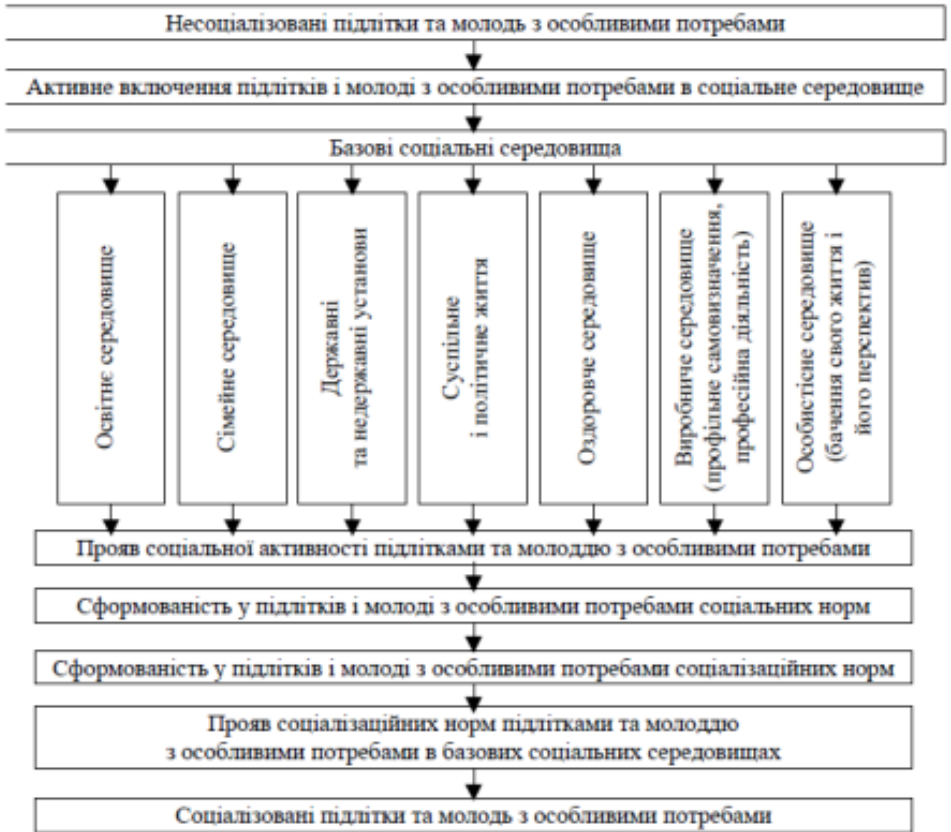 Несоціалізовані підлітки та молодь з особливими потребами
Активне включення підлітків і молоді з особливими потребами в соціальне середовище
Базові соціальні середовища
Освітнє середовище
Сімейне середовище
Державні
та недержавні установи
Суспільне
і політичне життя
Оздоровче середовище
Виробниче середовище
(профільне самовизначення,
професійна діяльність)
Особистісне середовище
(бачення свого життя і
його перспектив)
Прояв соціальної активності підлітками та молоддю з особливими потребами
Сформованість у підлітків і молоді з особливими потребами соціальних норм
Сформованість у підлітків і молоді з особливими потребами соціалізаційних норм
Прояв соціалізаційних норм підлітками та молоддю
з особливими потребами в базових соціальних середовищах
Соціалізовані підлітки та молодь з особливими потребами